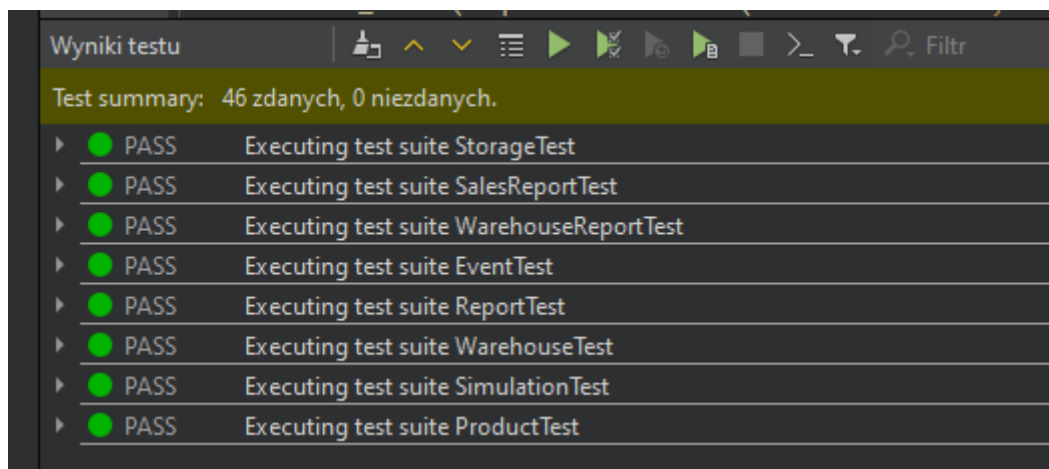 Wyniki testu Filtr
Test summary: 46 zdanych, 0 niezdanych.
PASS Executing test suite StorageTest
PASS Executing test suite SalesReportTest
PASS Executing test suite WarehouseReportTest
PASS Executing test suite EventTest
PASS Executing test suite ReportTest
PASS Executing test suite WarehouseTest
PASS Executing test suite SimulationTest
PASS Executing test suite ProductTest